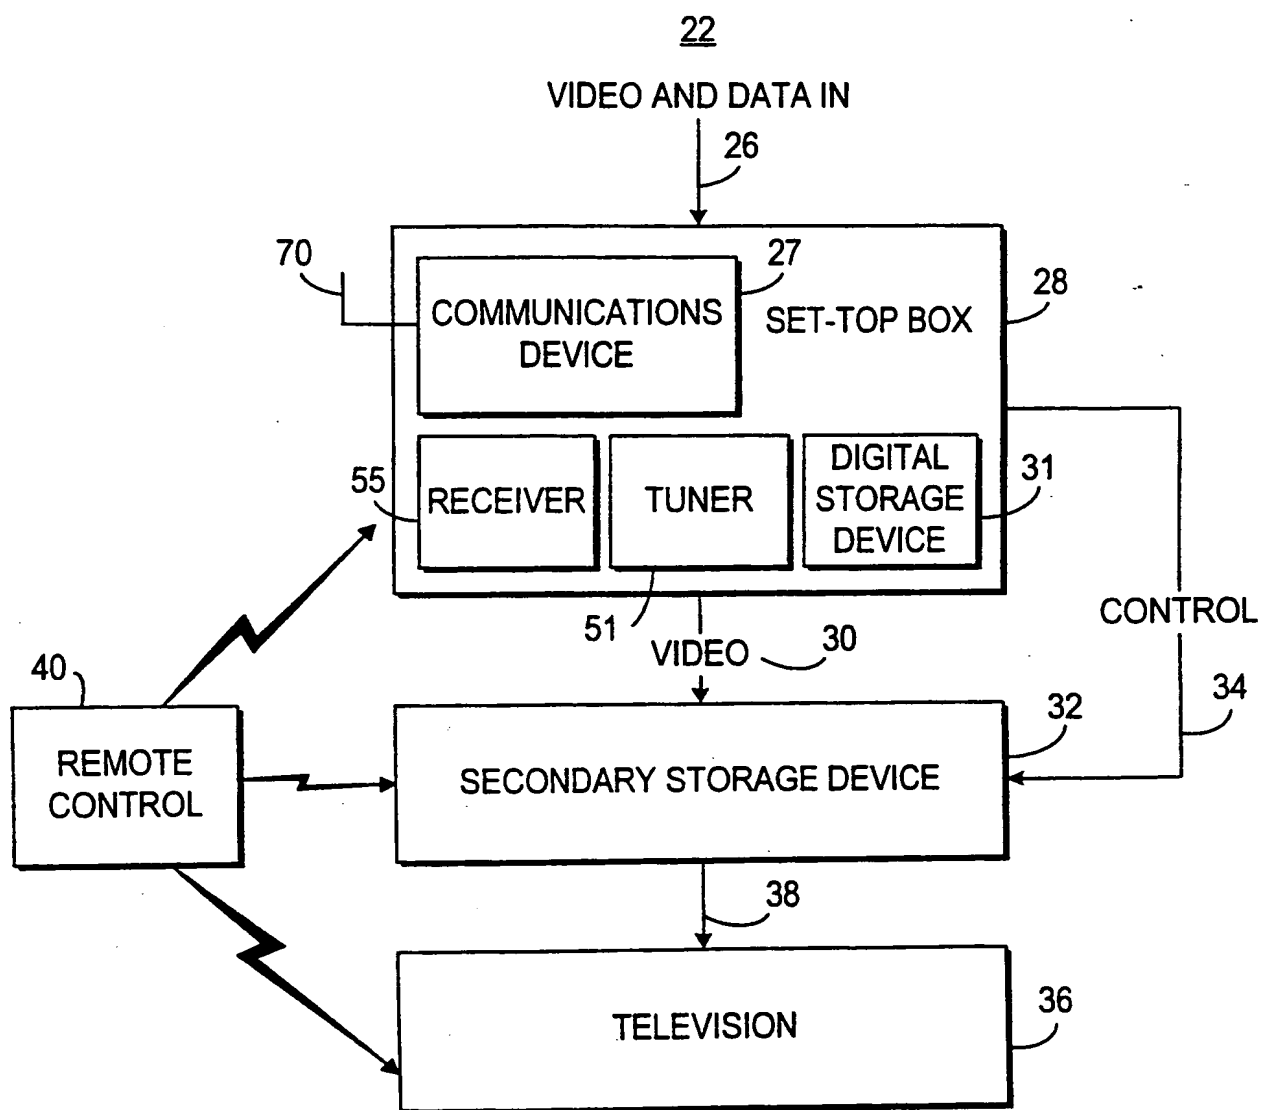 22
VIDEO AND DATA IN
26
70
27
28
COMMUNICATIONS
DEVICE
SET-TOP BOX
55
RECEIVER
TUNER
DIGITAL
STORAGE
DEVICE
31
51
VIDEO
30
CONTROL
34
40
REMOTE
CONTROL
32
SECONDARY STORAGE DEVICE
38
TELEVISION
36